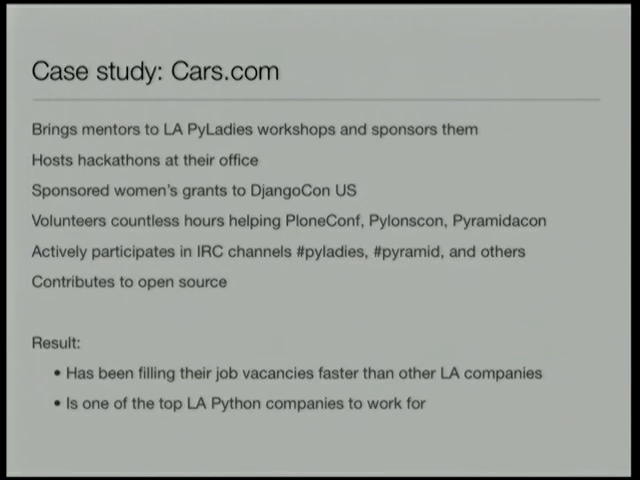 Case study: Cars.com
Brings mentors to LA PyLadies workshops and sponsors them
Hosts hackathons at their office
Sponsored women's grants to DjangoCon US
Volunteers countless hours helping PloneConf, Pylonscon, Pyramidacon
Actively participates in IRC channels #pyladies, #pyramid, and others
Contributes to open source
Result:
• Has been filling their job vacancies faster than other LA companies
• Is one of the top LA Python companies to work for